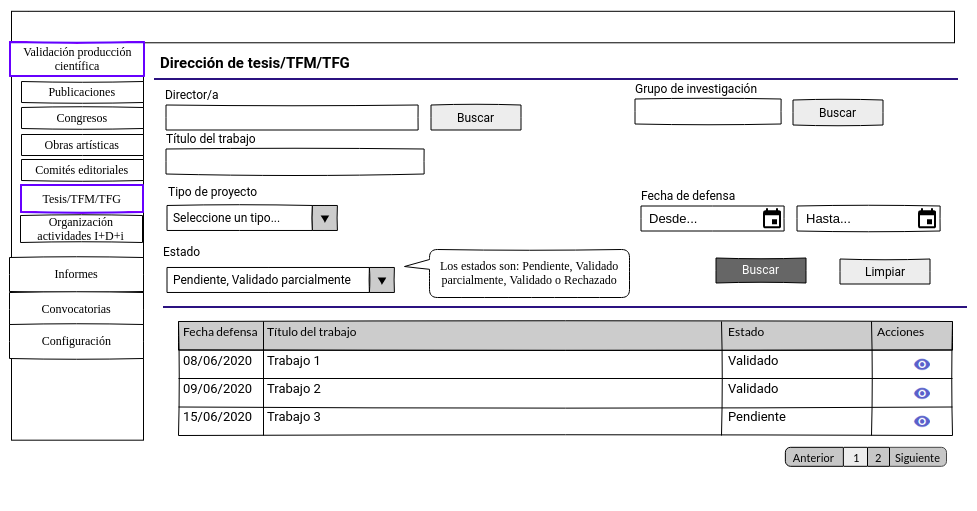 Validación producción
científica
Publicaciones
Congresos
Obras artísticas
Comités editoriales
Tesis/TFM/TFG
Organización
actividades I+D+i
Informes
Convocatorias
Configuración
Dirección de tesis/TFM/TFG
Director/a
Buscar
Grupo de investigación
Buscar
Título del trabajo
Tipo de proyecto
Seleccione un tipo...
Fecha de defensa
Desde...
Hasta...
Estado
Pendiente, Validado parcialmente
Los estados son: Pendiente, Validado
parcialmente, Validado o Rechazado
Buscar
Limpiar
Fecha defensa Título del trabajo Estado Acciones
08/06/2020 Trabajo 1 Validado
09/06/2020 Trabajo 2 Validado
15/06/2020 Trabajo 3 Pendiente
Anterior 1 2 Siguiente